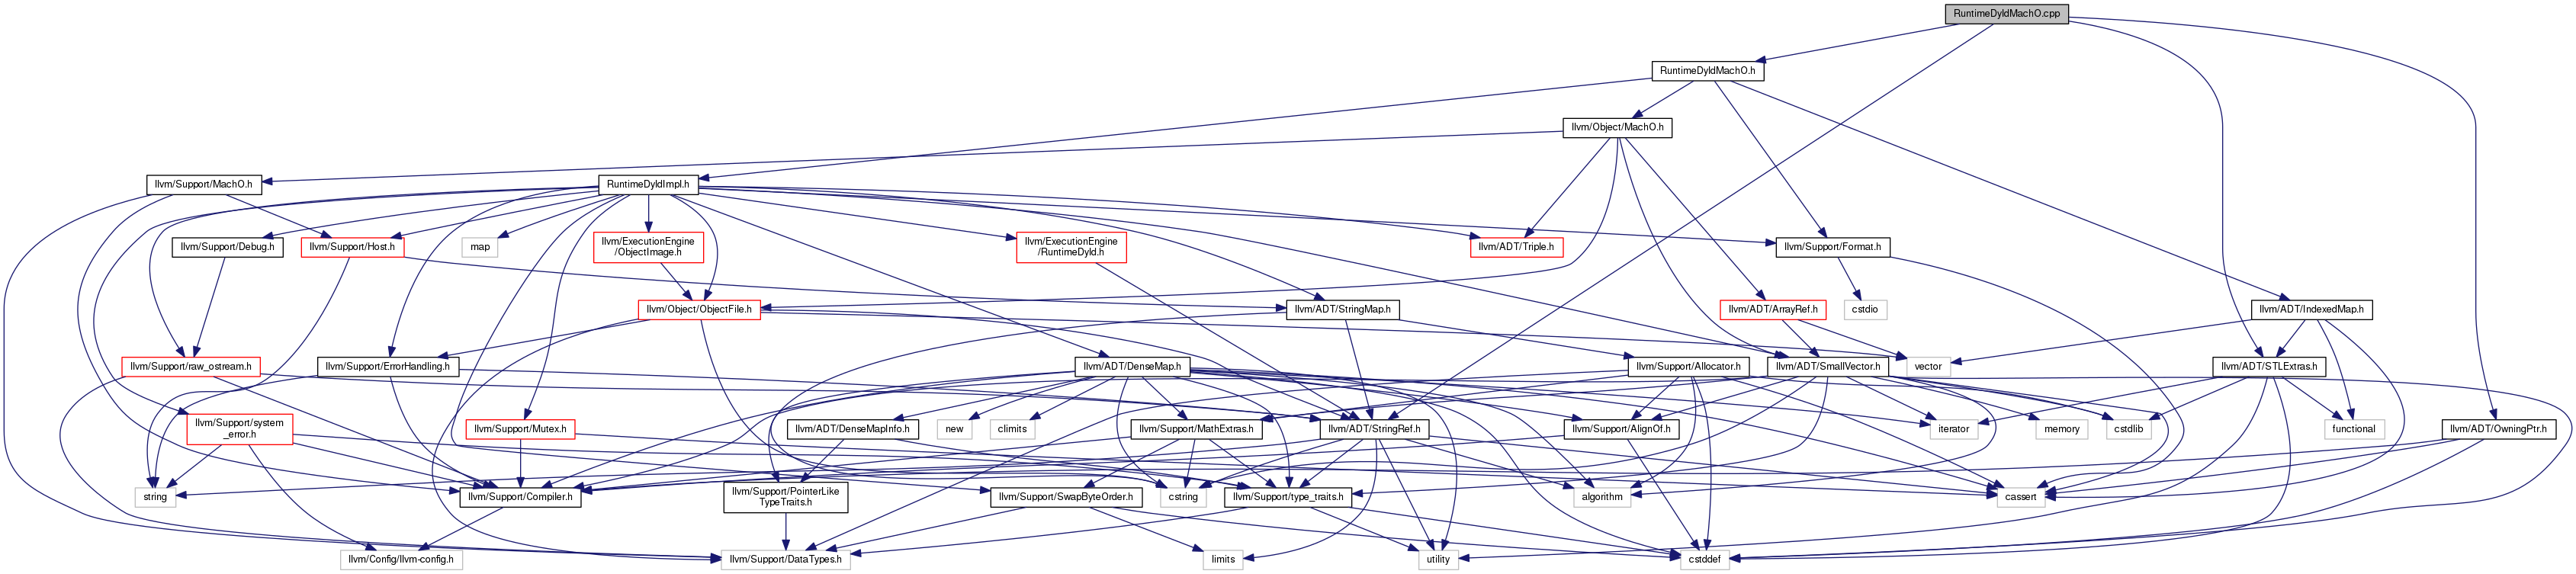 RuntimeDyldMachO.cpp
RuntimeDyldMachO.h
llvm/Object/MachO.h
llvm/Support/MachO.h
RuntimeDyldImpl.h
llvm/Support/Debug.h
llvm/Support/Host.h
map
llvm/ExecutionEngine
/ObjectImage.h
llvm/ExecutionEngine
/RuntimeDyld.h
llvm/ADT/Triple.h
llvm/Support/Format.h
llvm/Object/ObjectFile.h
llvm/ADT/StringMap.h
llvm/ADT/ArrayRef.h
cstdio
llvm/ADT/IndexedMap.h
llvm/Support/raw_ostream.h
llvm/Support/ErrorHandling.h
llvm/ADT/DenseMap.h
llvm/Support/Allocator.h
llvm/ADT/SmallVector.h
vector
llvm/ADT/STLExtras.h
llvm/Support/system
_error.h
llvm/Support/Mutex.h
llvm/ADT/DenseMapInfo.h
new
climits
llvm/Support/MathExtras.h
llvm/ADT/StringRef.h
llvm/Support/AlignOf.h
iterator
memory
cstdlib
functional
llvm/ADT/OwningPtr.h
string
llvm/Support/Compiler.h
llvm/Support/PointerLike
TypeTraits.h
llvm/Support/SwapByteOrder.h
cstring
llvm/Support/type_traits.h
algorithm
cassert
llvm/Config/llvm-config.h
llvm/Support/DataTypes.h
limits
utility
cstddef